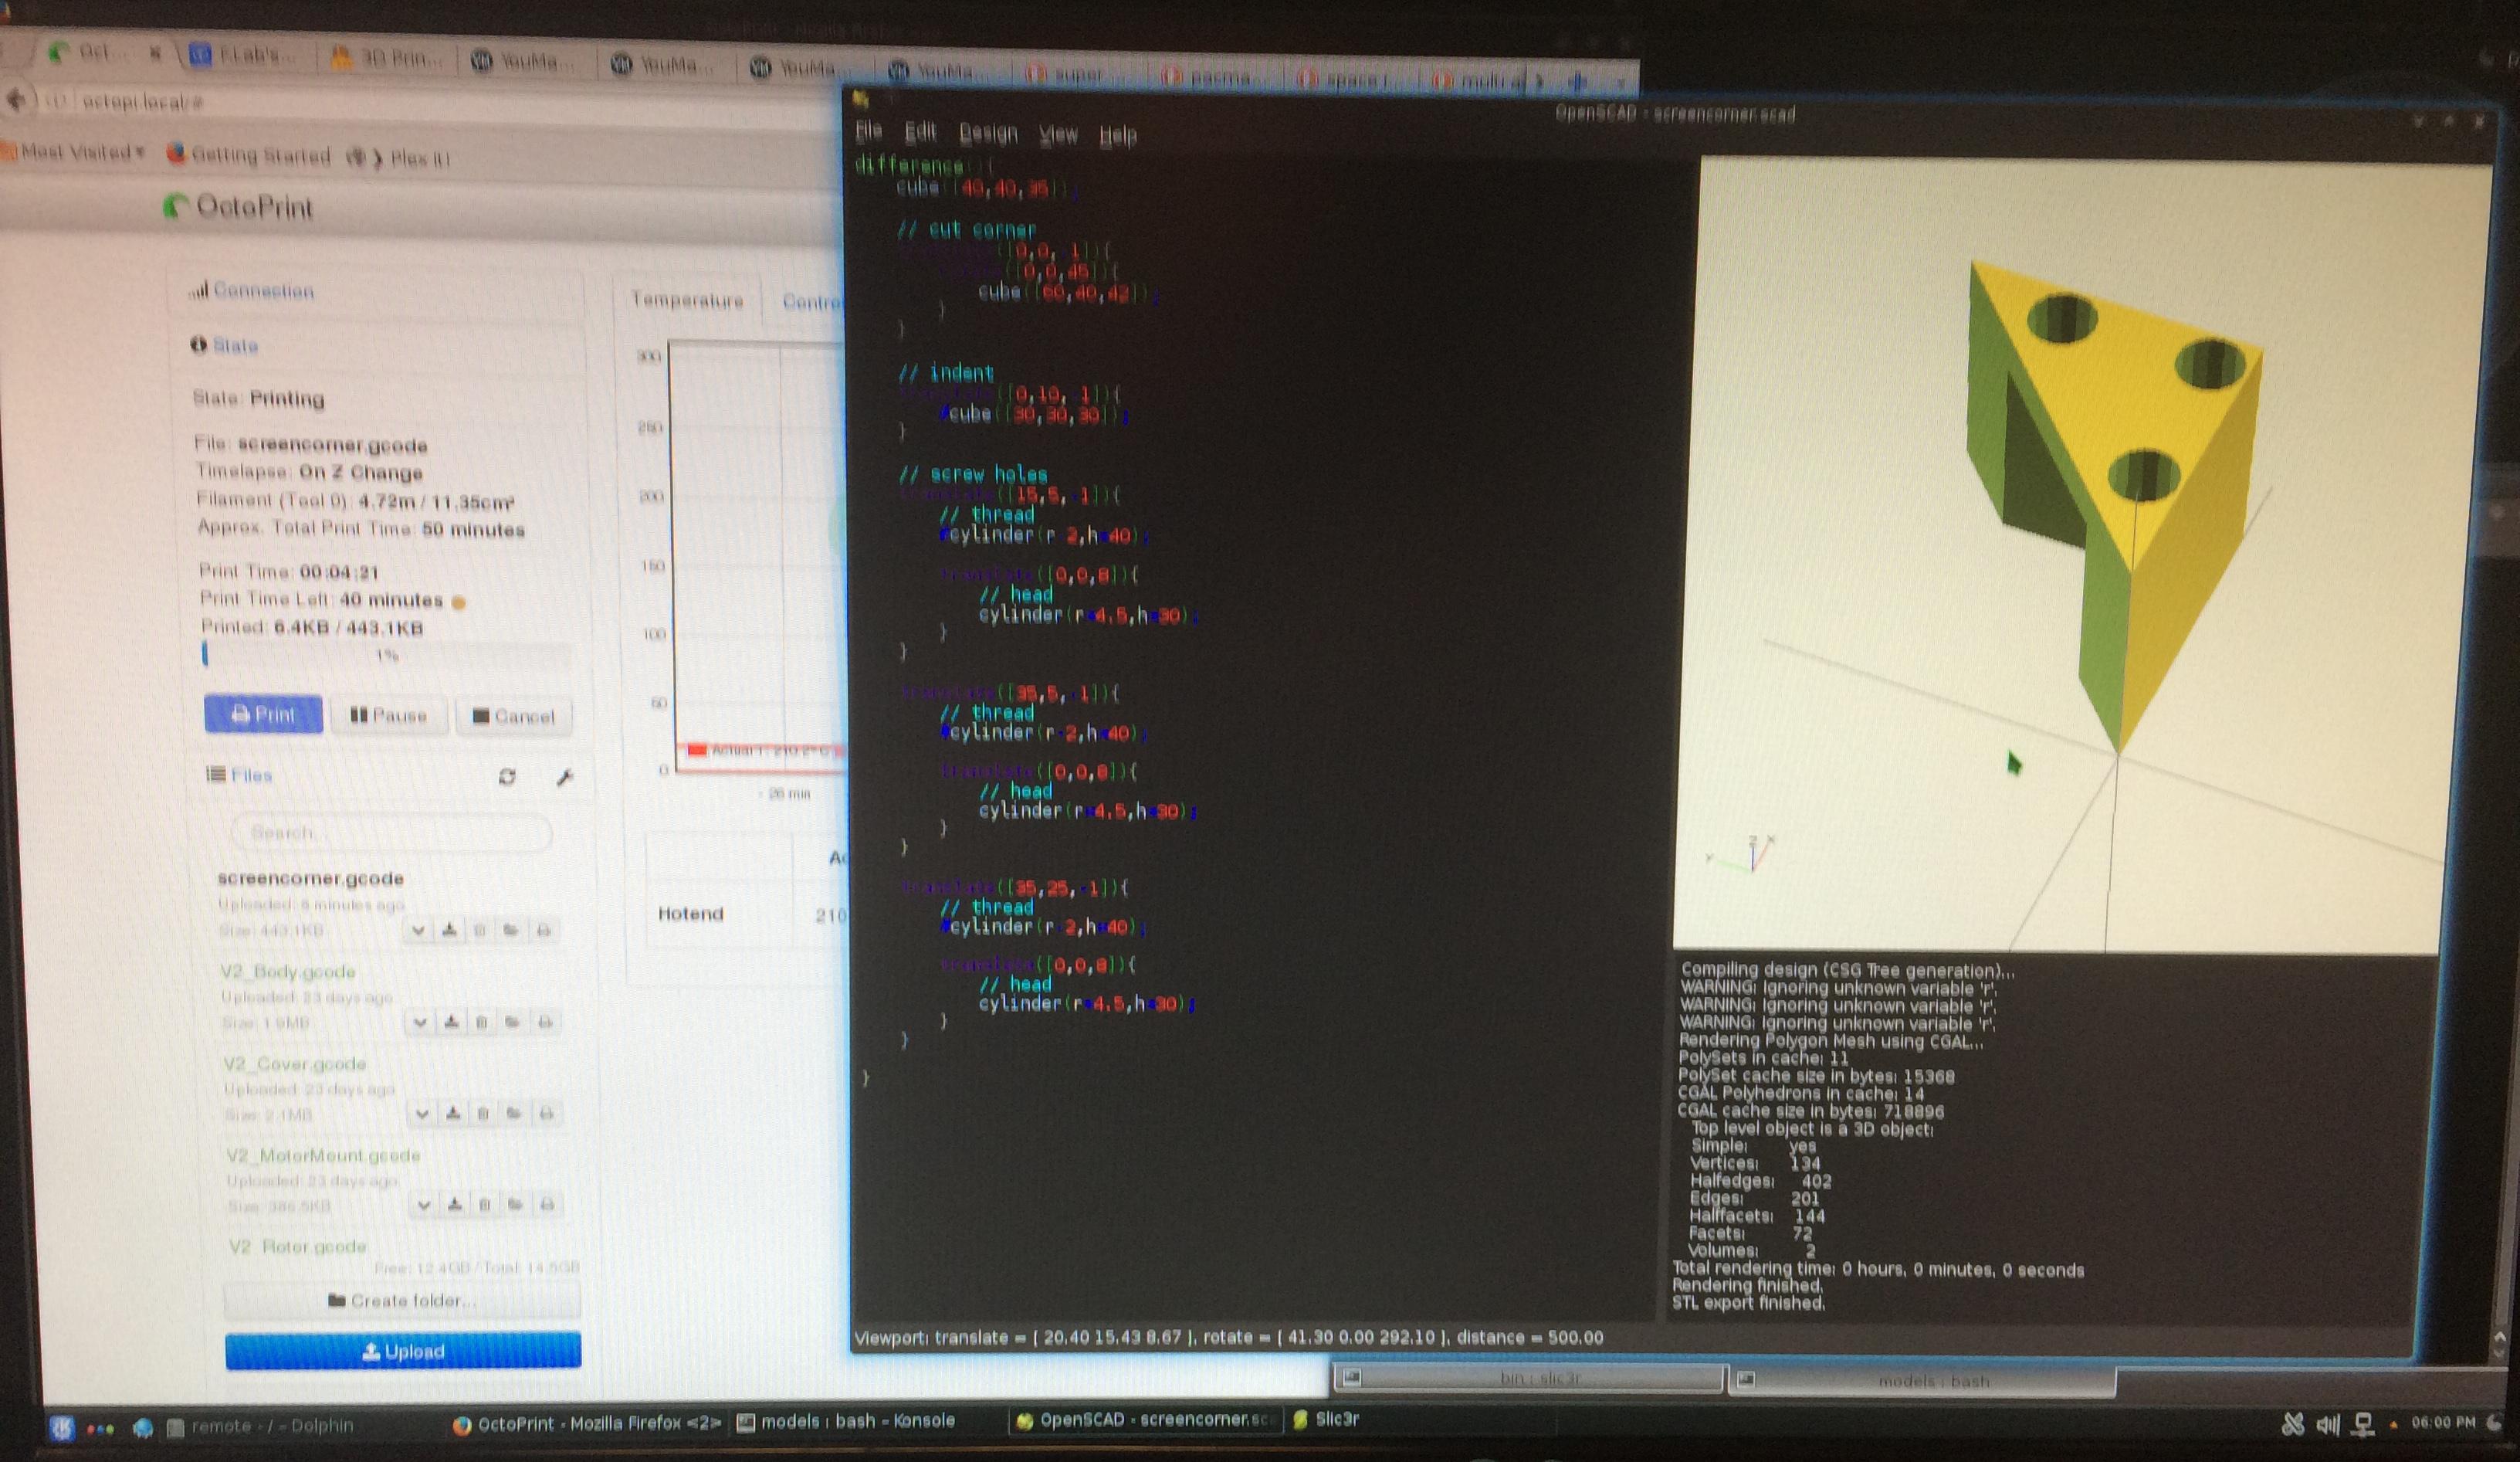 Oct...
F.Lab's...
3D Prin...
YouMa...
YouMa...
YouMa...
YouMa...
super ...
pacma...
space i...
multi a
octopi.local/#
Most Visited
Getting Started
Plex It!
OctoPrint
Connection
State
State: Printing
File: screencorner.gcode
Timelapse: On Z Change
Filament (Tool 0): 4.72m / 11.35cm³
Approx. Total Print Time: 50 minutes
Print Time: 00:04:21
Print Time Left: 40 minutes
Printed: 6.4KB / 443.1KB
1%
Print
Pause
Cancel
Files
Search...
screencorner.gcode
Uploaded: 6 minutes ago
Size: 443.1KB
V2_Body.gcode
Uploaded: 23 days ago
Size: 1.9MB
V2_Cover.gcode
Uploaded: 23 days ago
Size: 2.1MB
V2_MotorMount.gcode
Uploaded: 23 days ago
Size: 386.5KB
V2_Rotor.gcode
Free: 12.4GB / Total: 14.5GB
Create folder...
Upload
Temperature
Contro
300
250
200
150
100
50
0
Actual T: 210.2°C
- 26 min
Ac
Hotend 210
OpenSCAD - screencorner.scad
File Edit Design View Help
difference(){
cube([40,40,35]);
// cut corner
([0,0,-1]){
([0,0,45]){
cube([60,40,42]);
}
}
// indent
([0,10,-1]){
#cube([30,30,30]);
}
// screw holes
translate([15,5,-1]){
// thread
#cylinder(r=2,h=40);
translate([0,0,8]){
// head
cylinder(r=4.5,h=30);
}
}
translate([35,5,-1]){
// thread
#cylinder(r=2,h=40);
translate([0,0,8]){
// head
cylinder(r=4.5,h=30);
}
}
translate([35,25,-1]){
// thread
#cylinder(r=2,h=40);
translate([0,0,8]){
// head
cylinder(r=4.5,h=30);
}
}
}
Z
X
Y
Compiling design (CSG Tree generation)...
WARNING: Ignoring unknown variable 'r'.
WARNING: Ignoring unknown variable 'r'.
WARNING: Ignoring unknown variable 'r'.
Rendering Polygon Mesh using CGAL...
PolySets in cache: 11
PolySet cache size in bytes: 15368
CGAL Polyhedrons in cache: 14
CGAL cache size in bytes: 718896
Top level object is a 3D object:
Simple: yes
Vertices: 134
Halfedges: 402
Edges: 201
Halffacets: 144
Facets: 72
Volumes: 2
Total rendering time: 0 hours, 0 minutes, 0 seconds
Rendering finished.
STL export finished.
Viewport: translate = [ 20.40 15.43 8.67 ], rotate = [ 41.30 0.00 292.10 ], distance = 500.00
bin : slic3r
models : bash
remote - / - Dolphin
OctoPrint - Mozilla Firefox <2>
models : bash - Konsole
OpenSCAD - screencorner.sc
Slic3r
06:00 PM